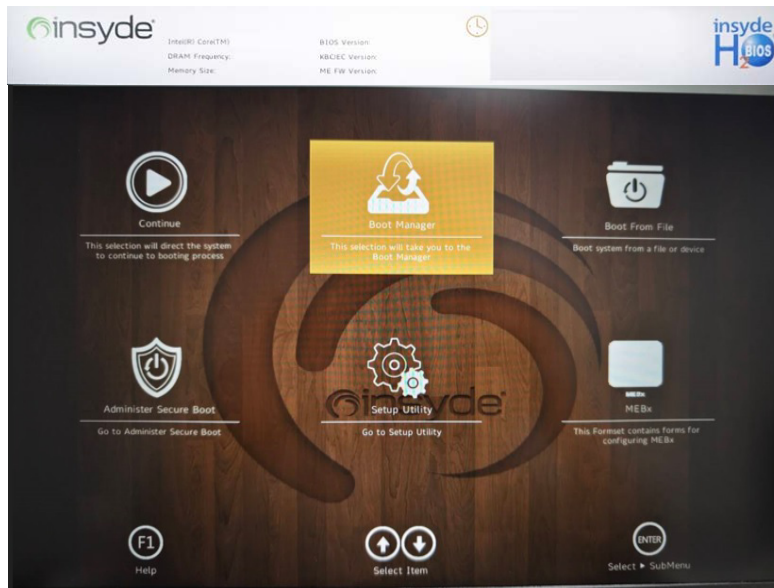 insyde
Intel(R) Core(TM)
DRAM Frequency:
Memory Size:
BIOS Version:
KBC/EC Version:
ME FW Version:
insyde
H2O
BIOS
Continue
This selection will direct the system
to continue to booting process
Boot Manager
This selection will take you to the
Boot Manager
Boot From File
Boot system from a file or device
Administer Secure Boot
Go to Administer Secure Boot
insyde
Setup Utility
Go to Setup Utility
MEBx
MEBx
This Formset contains forms for
configuring MEBx
F1
Help
Select Item
ENTER
Select ▶ SubMenu